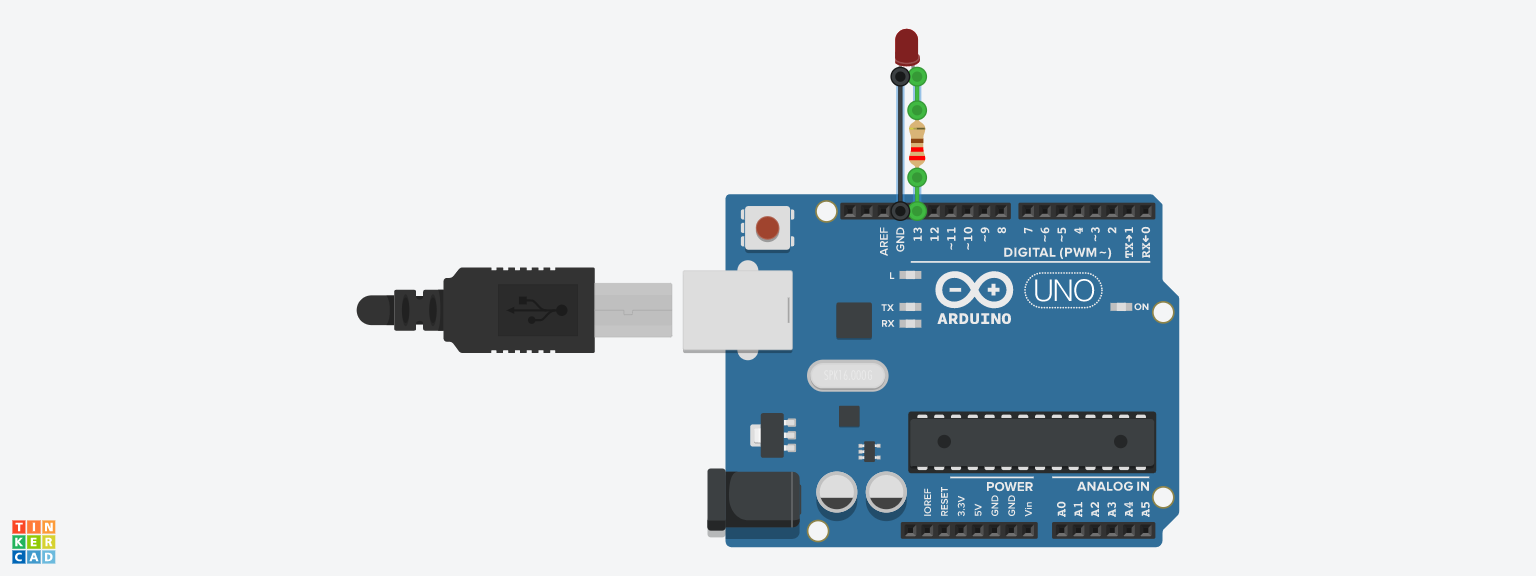 AREF
GND
13
12
~11
~10
~9
8
7
~6
~5
4
~3
2
TX→1
RX←0
DIGITAL (PWM~)
L
TX
RX
ARDUINO
UNO
ON
POWER
ANALOG IN
IOREF
RESET
3.3V
5V
GND
GND
Vin
A0
A1
A2
A3
A4
A5
TIN
KER
CAD